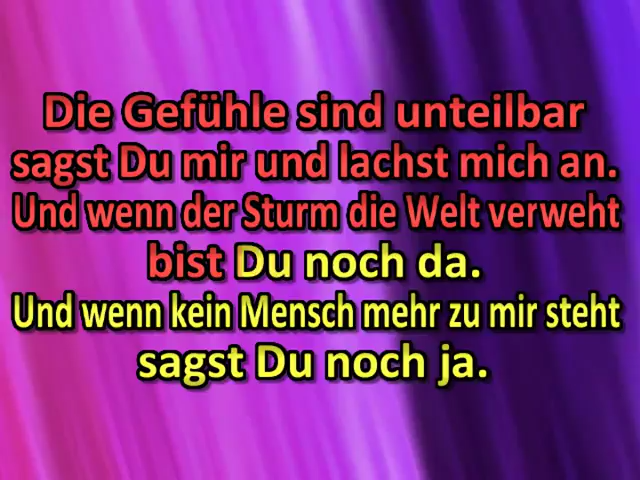 Die Gefühle sind unteilbar
sagst Du mir und lachst mich an.
Und wenn der Sturm die Welt verweht
bist Du noch da.
Und wenn kein Mensch mehr zu mir steht
sagst Du noch ja.